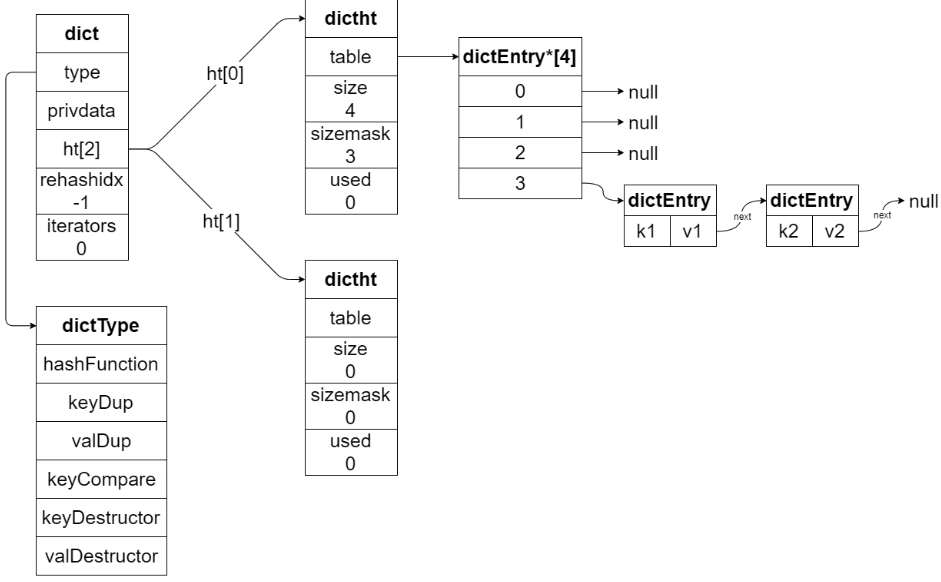 dict
type
privdata
ht[2]
rehashidx
-1
iterators
0
dictType
hashFunction
keyDup
valDup
keyCompare
keyDestructor
valDestructor
ht[0]
ht[1]
dictht
table
size
4
sizemask
3
used
0
dictht
table
size
0
sizemask
0
used
0
dictEntry*[4]
0
null
1
null
2
null
3
dictEntry
k1 v1
next
dictEntry
k2 v2
next
null